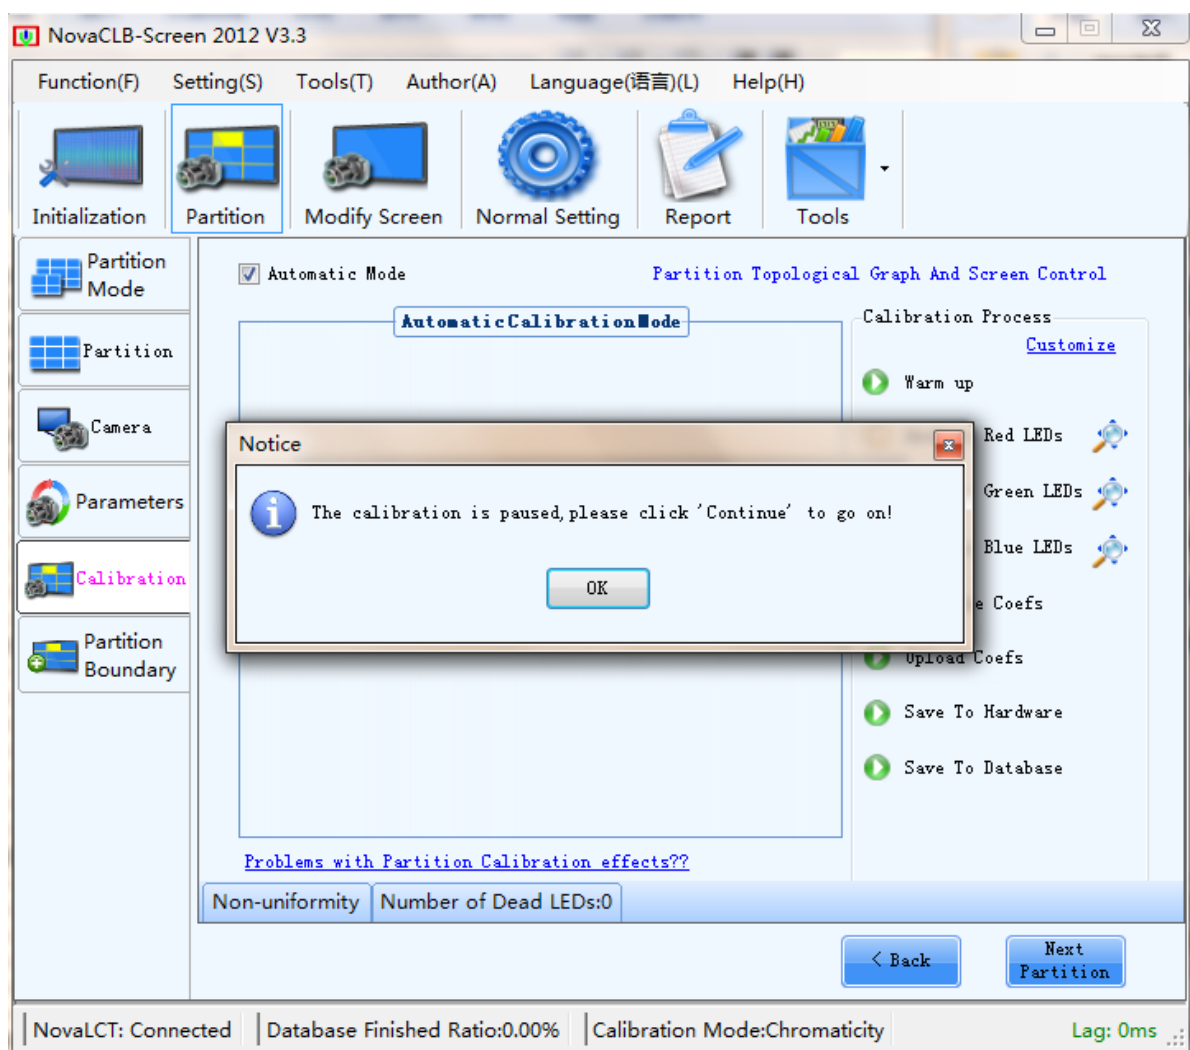 NovaCLB-Screen 2012 V3.3
Function(F) Setting(S) Tools(T) Author(A) Language(语言)(L) Help(H)
Initialization Partition Modify Screen Normal Setting Report Tools
Partition
Mode
Partition
Camera
Parameters
Calibration
Partition
Boundary
Automatic Mode
Partition Topological Graph And Screen Control
AutomaticCalibrationMode
Calibration Process
Customize
Warm up
Red LEDs
Green LEDs
Blue LEDs
e Coefs
Upload Coefs
Save To Hardware
Save To Database
Notice
The calibration is paused,please click 'Continue' to go on!
OK
Problems with Partition Calibration effects??
Non-uniformity Number of Dead LEDs:0
< Back
Next
Partition
NovaLCT: Connected Database Finished Ratio:0.00% Calibration Mode:Chromaticity Lag: 0ms